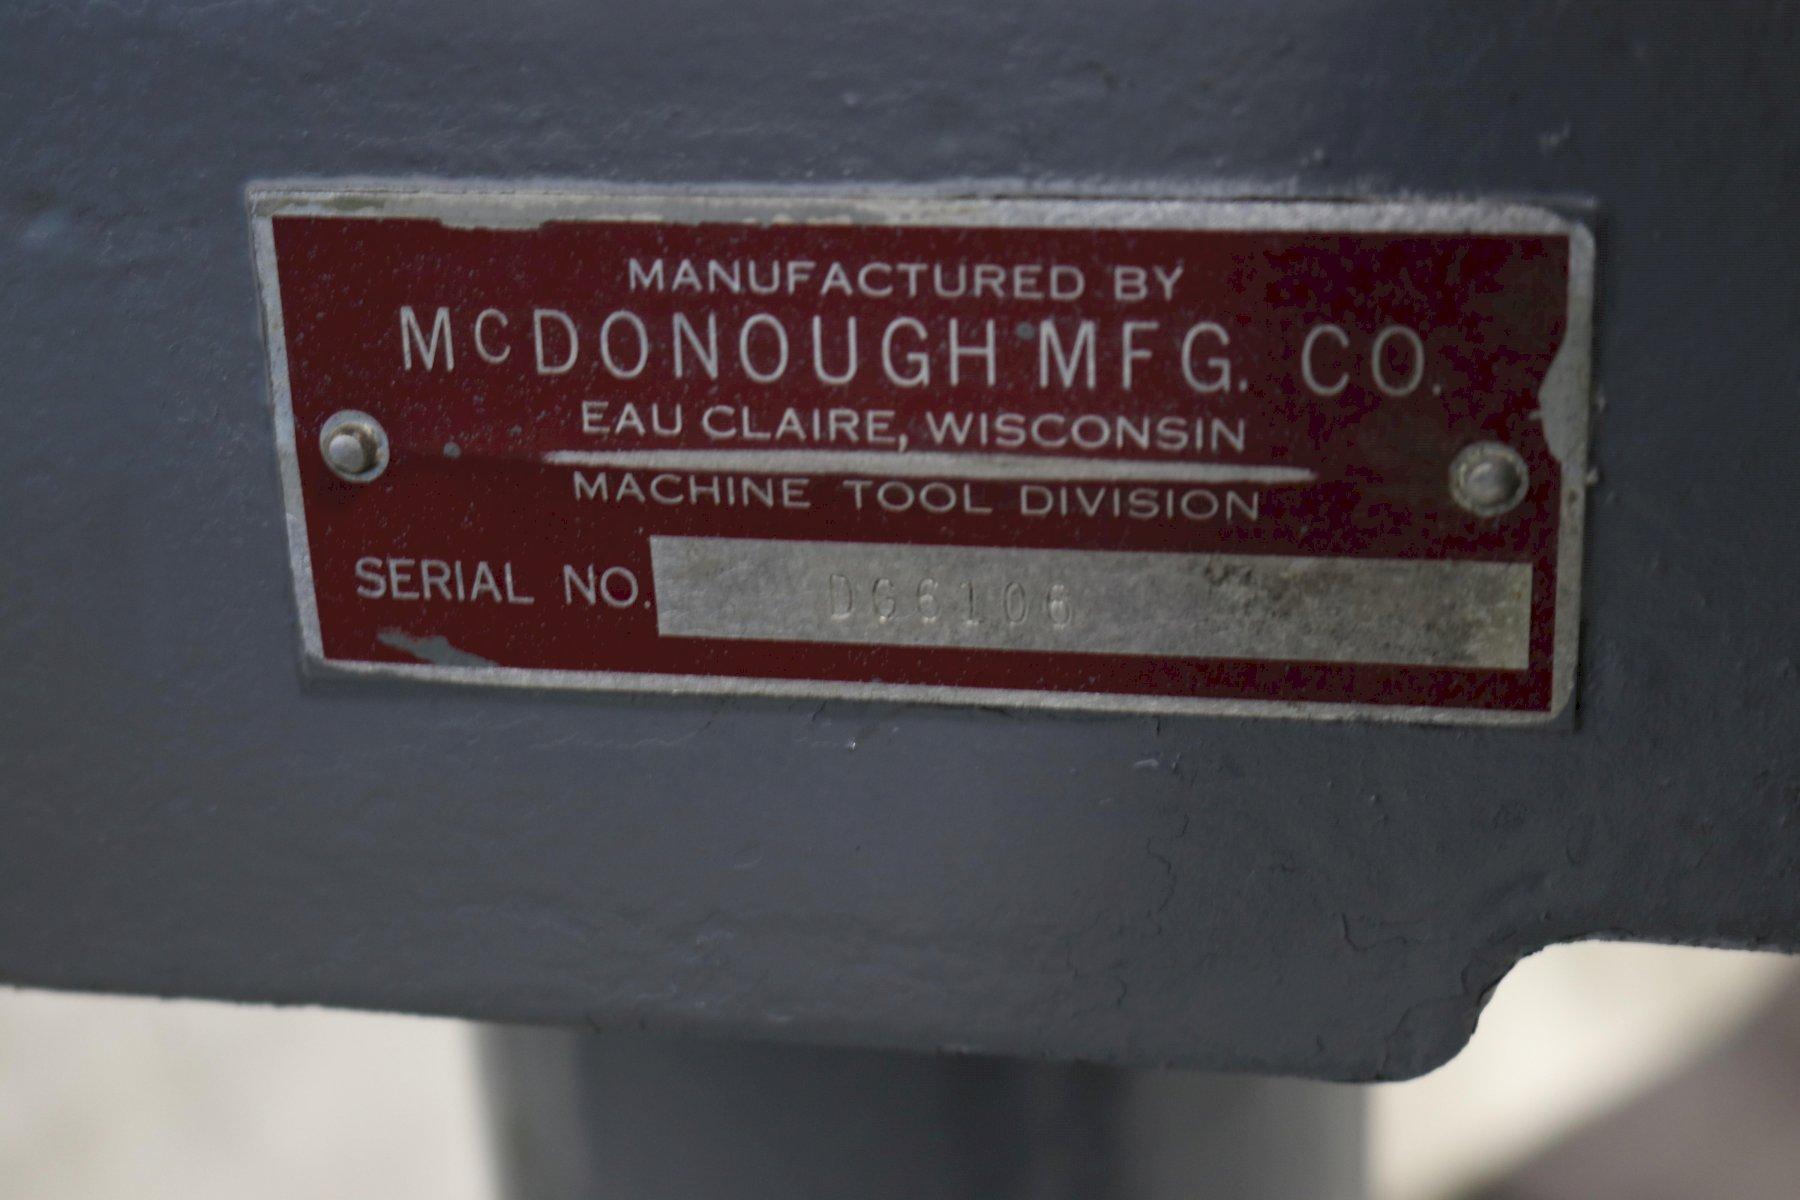 MANUFACTURED BY
McDONOUGH MFG. CO.
EAU CLAIRE, WISCONSIN
MACHINE TOOL DIVISION
SERIAL NO. DG6106